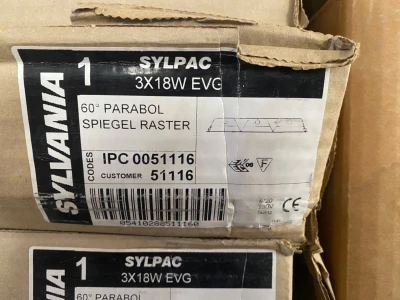 SYLVANIA
1
SYLPAC
3X18W EVG
60° PARABOL
SPIEGEL RASTER
CODES
IPC 0051116
CUSTOMER 51116
F
CE
05410288511160
1
SYLPAC
3X18W EVG
60° PARABOL